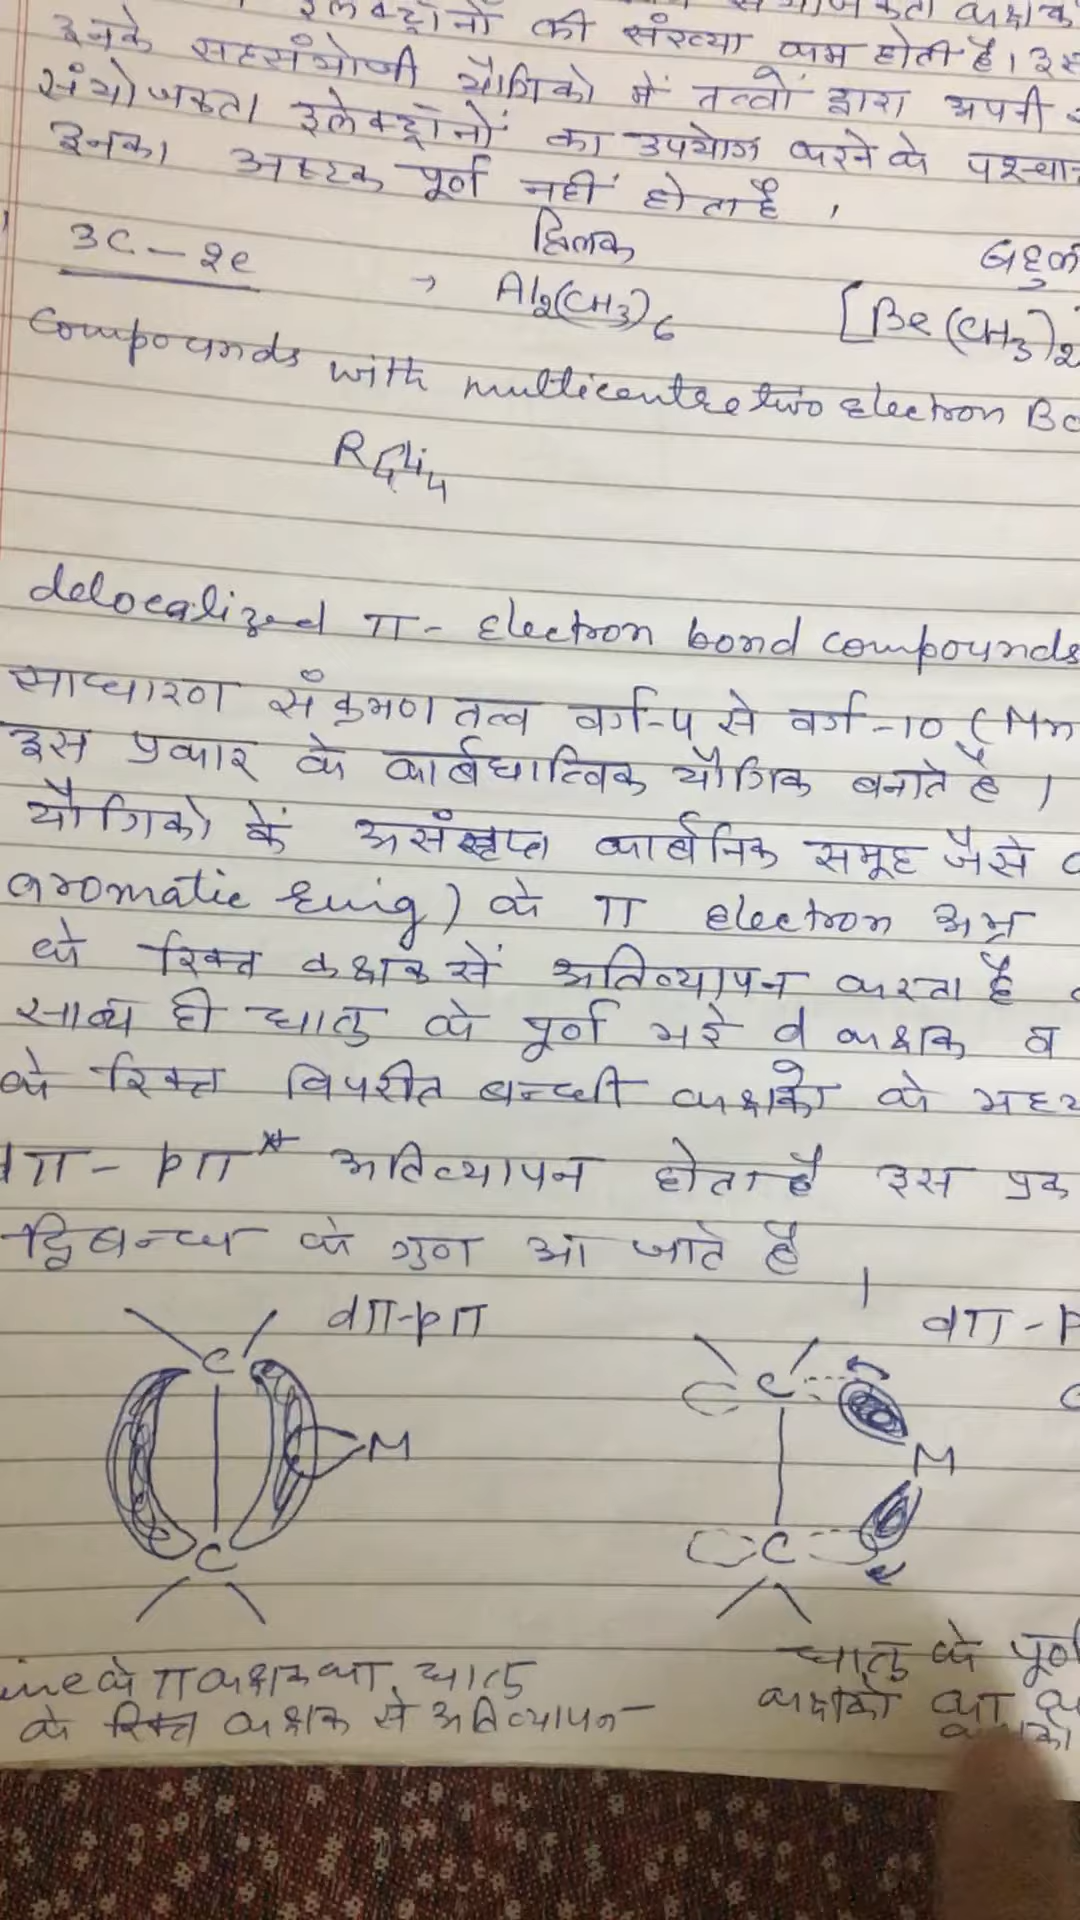 इलेक्ट्रॉनों की संख्या कम होती है। इस
इनके सहसंयोजी यौगिकों में तत्वों द्वारा अपनी
संयोजकता इलेक्ट्रॉनों का उपयोग करने के पश्चात
इनका अष्टक पूर्ण नहीं होता है ,
3C - 2e → द्विलक बहुल
Al2(CH3)6 [Be(CH3)2
Compounds with multicentre two electron Bo
R4Li4
delocalized π - Electron bond compounds
साधारण संक्रमण तत्व वर्ग-4 से वर्ग-10 (Mn
इस प्रकार के कार्बधात्विक यौगिक बनाते है ।
यौगिको के असंतृप्त कार्बनिक समूह जैसे
aromatic ring) के π electron
के रिक्त कक्षक से अतिव्यापन करता है
साथ ही धातु के पूर्ण भरे d कक्षक व
के रिक्त विपरीत बन्धी कक्षको के मध्य
dπ - pπ* अतिव्यापन होता है इस प्रक
द्विबन्ध के गुण आ जाते है ।
dπ-pπ dπ - p
C C
M M
C C
ine के π कक्षक का धातु
के रिक्त कक्षक से अतिव्यापन
धातु के पूर्ण
कक्षको का